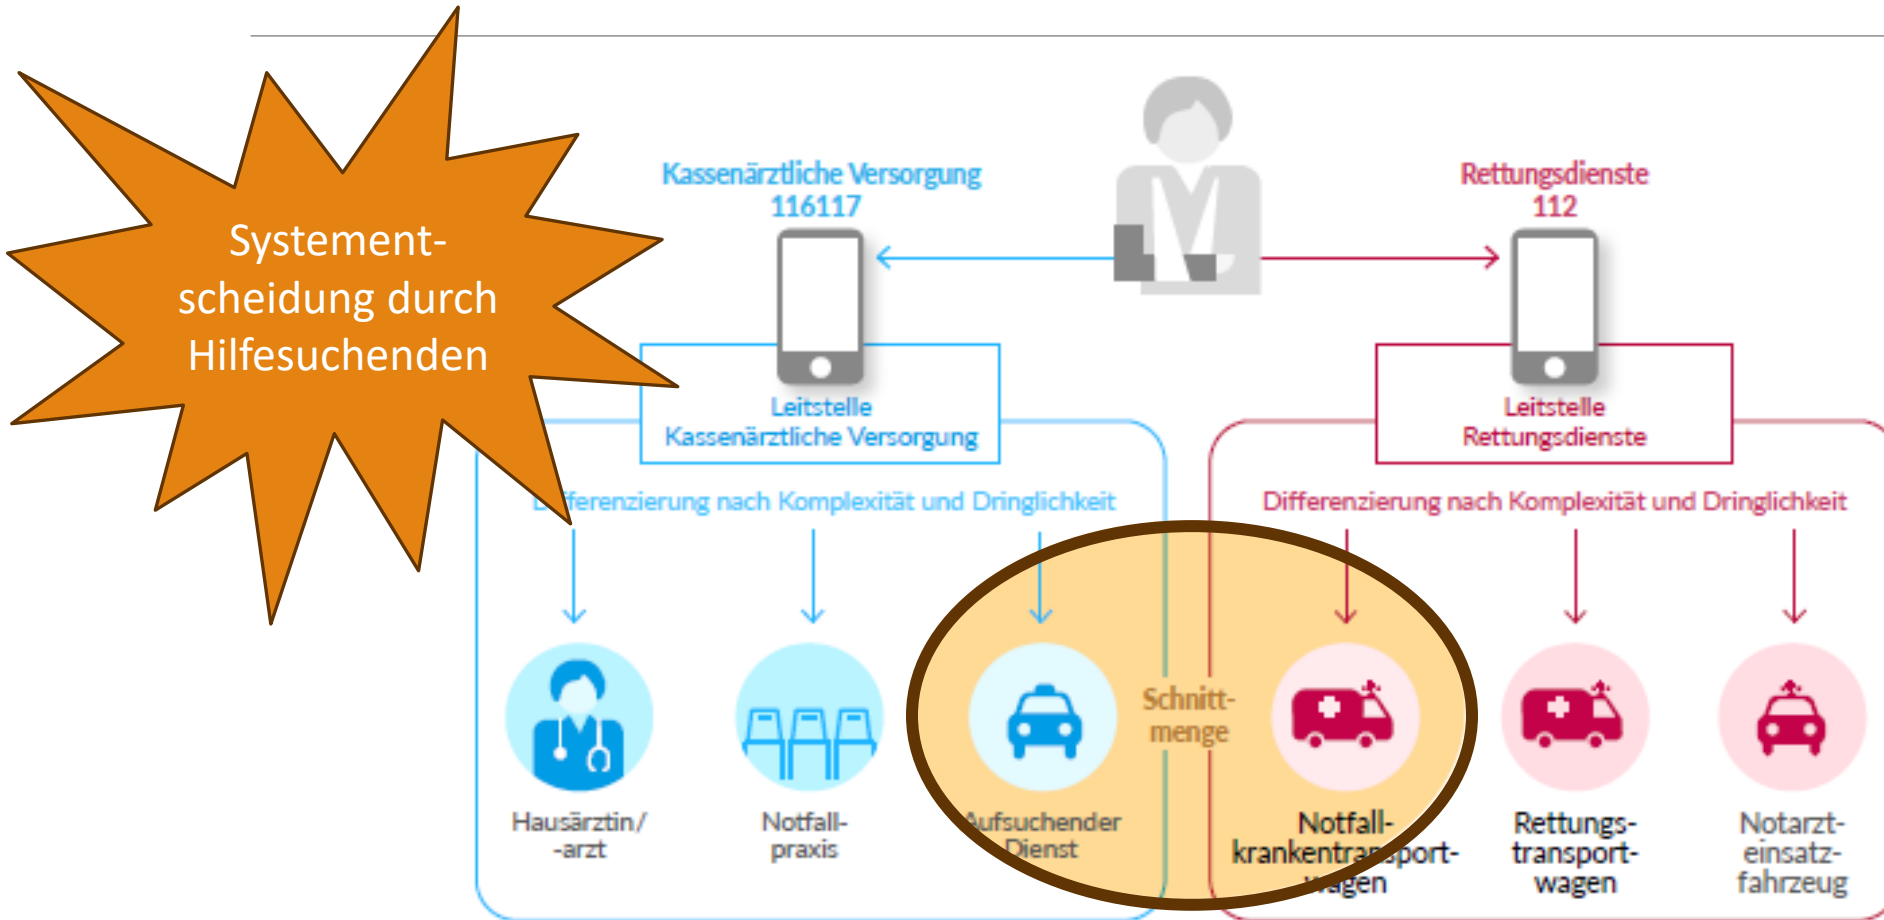 System­ent-
scheidung durch
Hilfesuchenden
Kassenärztliche Versorgung
116117
Rettungsdienste
112
Leitstelle
Kassenärztliche Versorgung
Leitstelle
Rettungsdienste
Differenzierung nach Komplexität und Dringlichkeit
Differenzierung nach Komplexität und Dringlichkeit
Schnitt-
menge
Hausärztin/
-arzt
Notfall-
praxis
Aufsuchender
Dienst
Notfall-
krankentransport-
wagen
Rettungs-
transport-
wagen
Notarzt-
einsatz-
fahrzeug